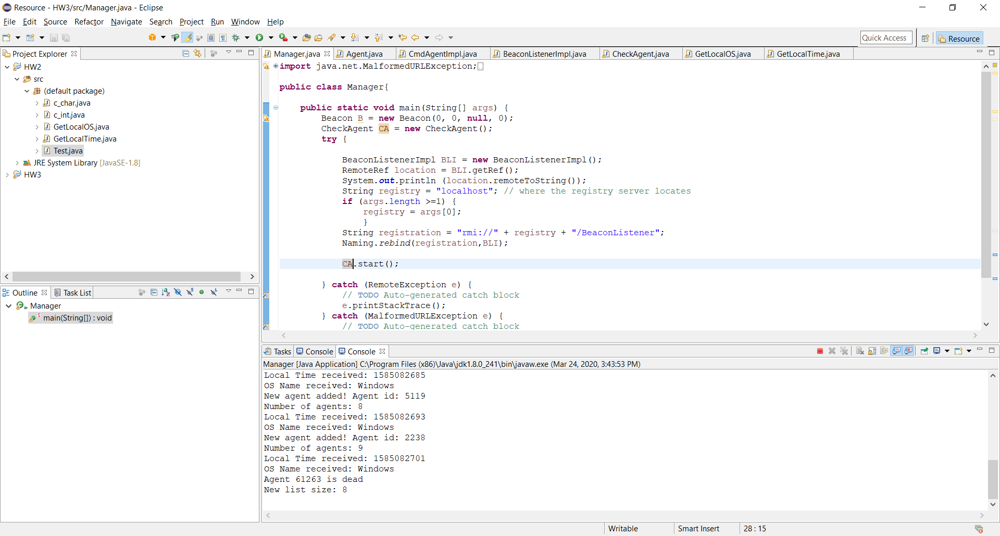 Resource - HW3/src/Manager.java - Eclipse
File Edit Source Refactor Navigate Search Project Run Window Help
Quick Access
Resource
Project Explorer
HW2
src
(default package)
c_char.java
c_int.java
GetLocalOS.java
GetLocalTime.java
Test.java
JRE System Library [JavaSE-1.8]
HW3
Outline Task List
Manager
main(String[]) : void
Manager.java Agent.java CmdAgentImpl.java BeaconListenerImpl.java CheckAgent.java GetLocalOS.java GetLocalTime.java
import java.net.MalformedURLException;
public class Manager{
public static void main(String[] args) {
Beacon B = new Beacon(0, 0, null, 0);
CheckAgent CA = new CheckAgent();
try {
BeaconListenerImpl BLI = new BeaconListenerImpl();
RemoteRef location = BLI.getRef();
System.out.println (location.remoteToString());
String registry = "localhost"; // where the registry server locates
if (args.length >=1) {
registry = args[0];
}
String registration = "rmi://" + registry + "/BeaconListener";
Naming.rebind(registration,BLI);
CA.start();
} catch (RemoteException e) {
// TODO Auto-generated catch block
e.printStackTrace();
} catch (MalformedURLException e) {
// TODO Auto-generated catch block
Tasks Console Console
Manager [Java Application] C:\Program Files (x86)\Java\jdk1.8.0_241\bin\javaw.exe (Mar 24, 2020, 3:43:53 PM)
Local Time received: 1585082685
OS Name received: Windows
New agent added! Agent id: 5119
Number of agents: 8
Local Time received: 1585082693
OS Name received: Windows
New agent added! Agent id: 2238
Number of agents: 9
Local Time received: 1585082701
OS Name received: Windows
Agent 61263 is dead
New list size: 8
Writable Smart Insert 28 : 15